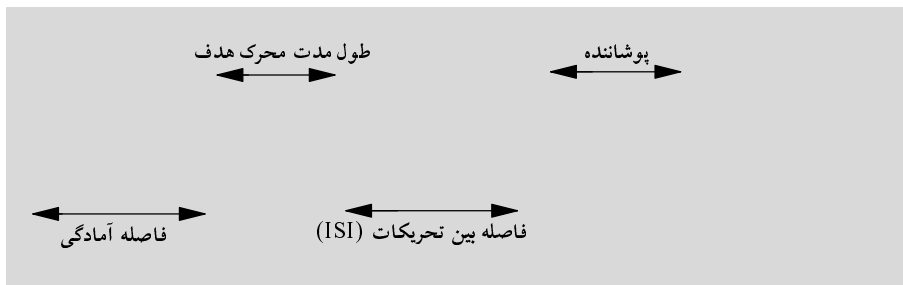 طول مدت محرک هدف
پوشاننده
فاصله آمادگی
فاصله بین تحریکات (ISI)